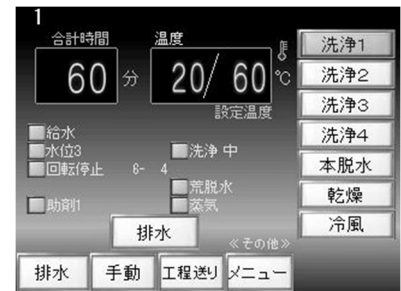 1
合計時間 温度
60 分 20/ 60 ℃
設定温度
給水
水位3 洗浄 中
回転停止 6- 4
荒脱水
助剤1 蒸気
排水
≪その他≫
排水 手動 工程送り メニュー
洗浄1
洗浄2
洗浄3
洗浄4
本脱水
乾燥
冷風